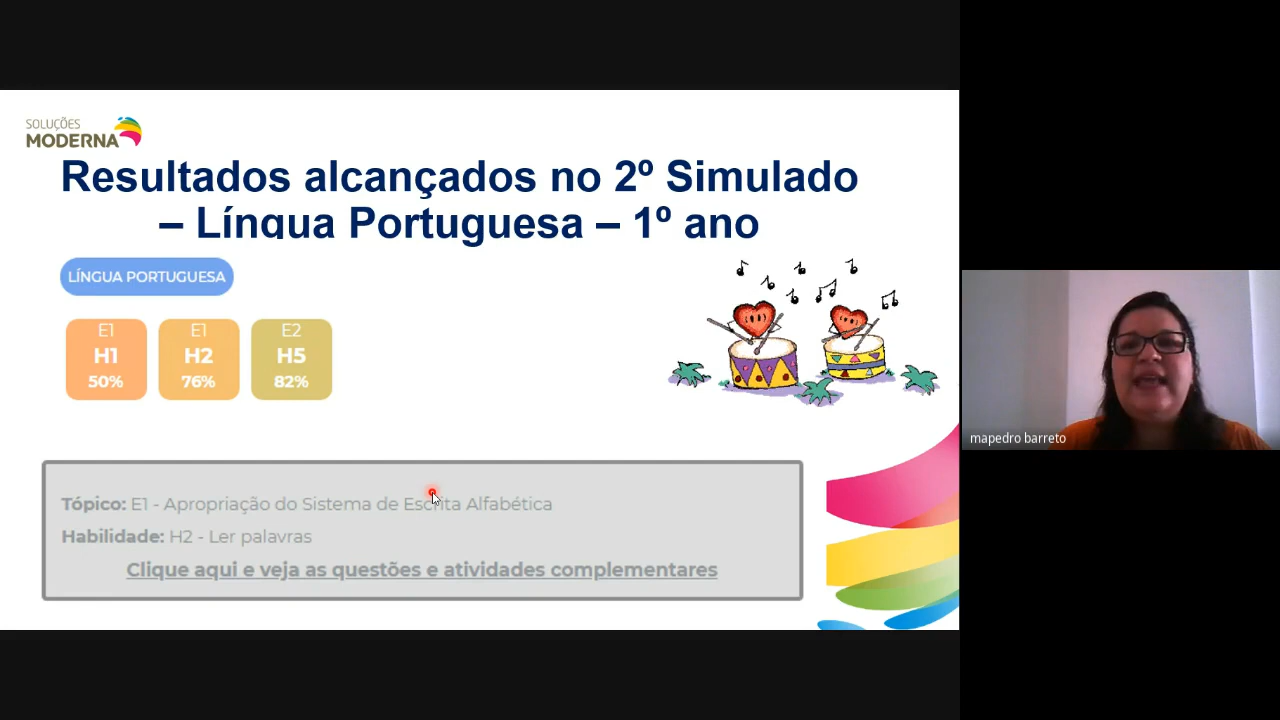 SOLUÇÕES
MODERNA
Resultados alcançados no 2º Simulado
– Língua Portuguesa – 1º ano
LÍNGUA PORTUGUESA
E1 E1 E2
H1 H2 H5
50% 76% 82%
Tópico: E1 - Apropriação do Sistema de Escrita Alfabética
Habilidade: H2 - Ler palavras
Clique aqui e veja as questões e atividades complementares
mapedro barreto